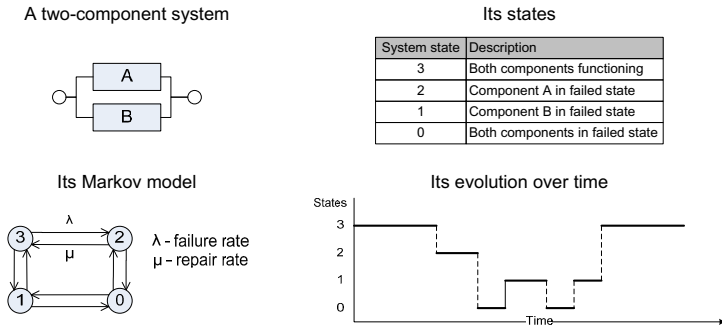 A two-component system
A
B
Its states
System state Description
3 Both components functioning
2 Component A in failed state
1 Component B in failed state
0 Both components in failed state
Its Markov model
λ
3 2
μ
1 0
λ - failure rate
μ - repair rate
Its evolution over time
States
3
2
1
0
Time